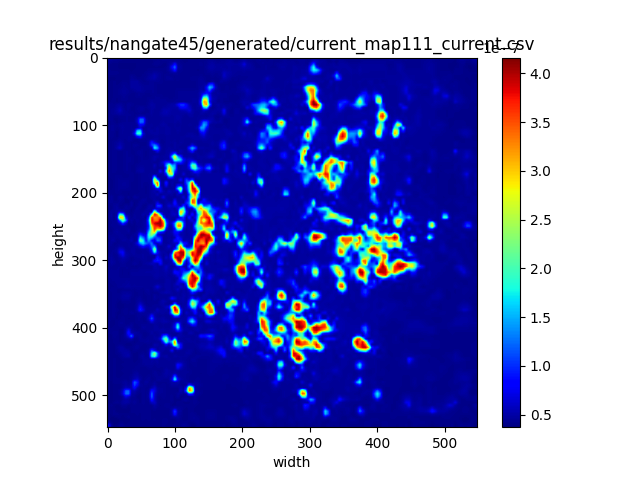 results/nangate45/generated/current_map111_current.csv
1e−7
0
100
200
300
400
500
height
0 100 200 300 400 500
width
4.0
3.5
3.0
2.5
2.0
1.5
1.0
0.5